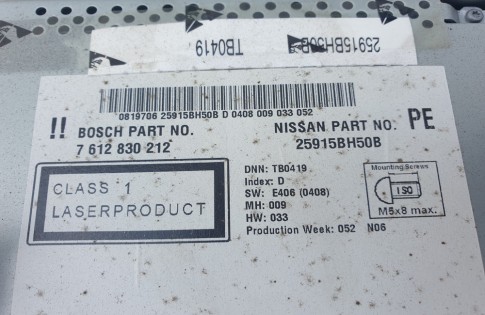 TB0419 25915BH50B
0819706 25915BH50B D 0408 009 033 052
!! BOSCH PART NO. NISSAN PART NO. PE
7 612 830 212 25915BH50B
CLASS 1
LASERPRODUCT
DNN: TB0419
Index: D
SW: E406 (0408)
MH: 009
HW: 033
Production Week: 052 N06
Mounting Screws
ISO
M5x8 max.